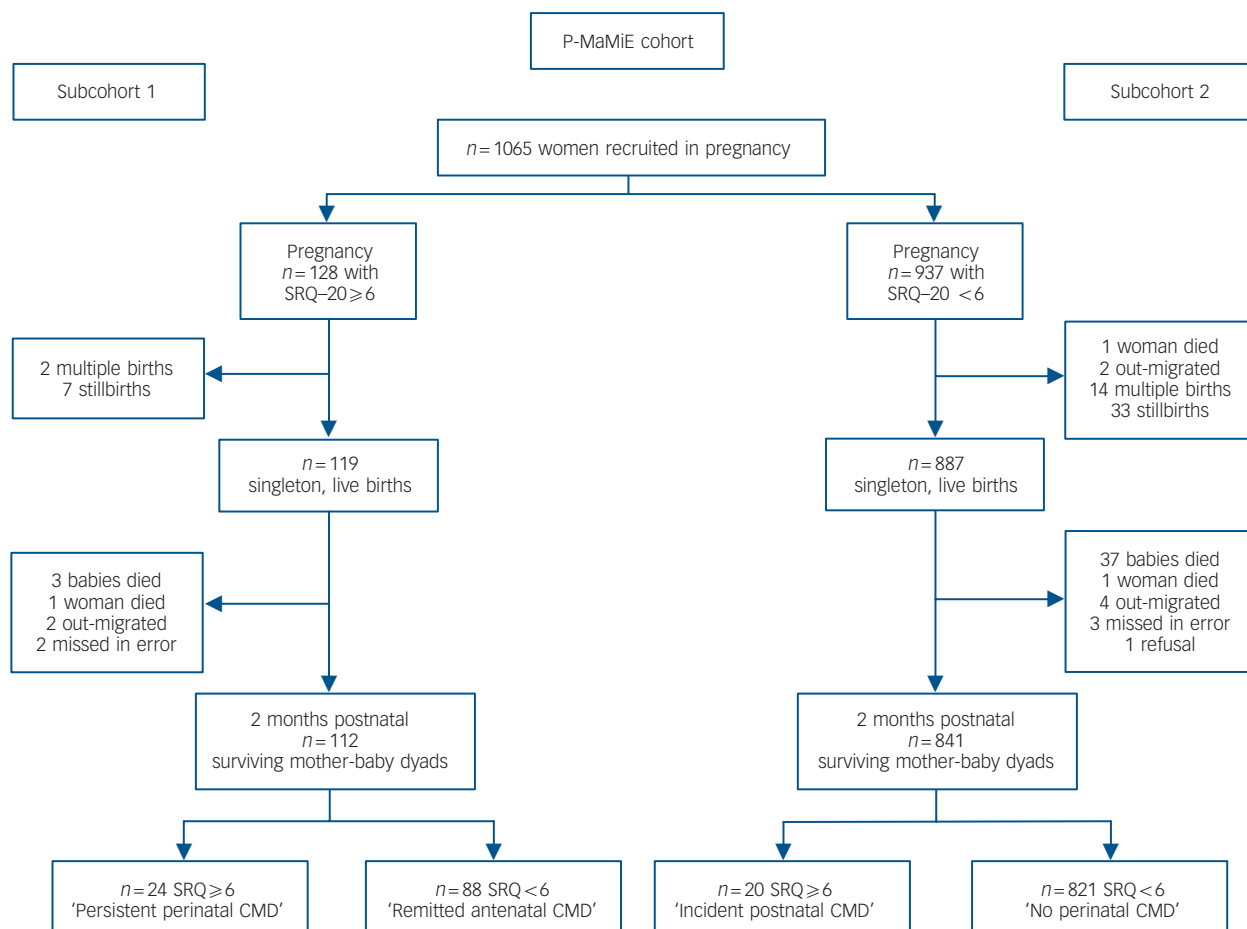 P-MaMiE cohort
Subcohort 1
Subcohort 2
n=1065 women recruited in pregnancy
Pregnancy
n=128 with
SRQ–20⩾6
Pregnancy
n=937 with
SRQ–20 <6
2 multiple births
7 stillbirths
1 woman died
2 out-migrated
14 multiple births
33 stillbirths
n=119
singleton, live births
n=887
singleton, live births
3 babies died
1 woman died
2 out-migrated
2 missed in error
37 babies died
1 woman died
4 out-migrated
3 missed in error
1 refusal
2 months postnatal
n=112
surviving mother-baby dyads
2 months postnatal
n=841
surviving mother-baby dyads
n=24 SRQ⩾6
‘Persistent perinatal CMD’
n=88 SRQ<6
‘Remitted antenatal CMD’
n=20 SRQ⩾6
‘Incident postnatal CMD’
n=821 SRQ<6
‘No perinatal CMD’